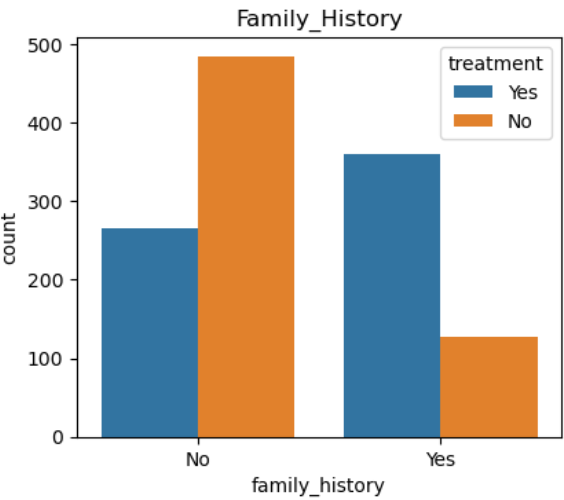 Family_History
500
400
300
200
100
0
count
treatment
Yes
No
No
Yes
family_history